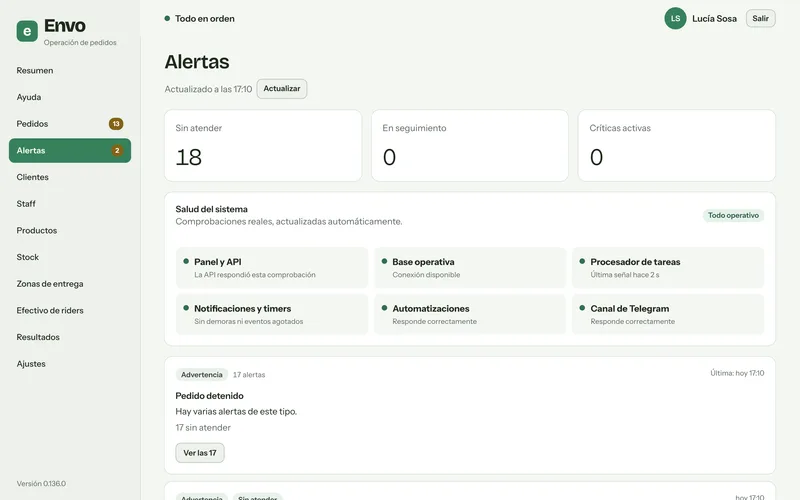 e
Envo
Operación de pedidos
Resumen
Ayuda
Pedidos 13
Alertas 2
Clientes
Staff
Productos
Stock
Zonas de entrega
Efectivo de riders
Resultados
Ajustes
Versión 0.136.0
Todo en orden
LS Lucía Sosa Salir
Alertas
Actualizado a las 17:10 Actualizar
Sin atender
18
En seguimiento
0
Críticas activas
0
Salud del sistema
Comprobaciones reales, actualizadas automáticamente.
Todo operativo
Panel y API
La API respondió esta comprobación
Base operativa
Conexión disponible
Procesador de tareas
Última señal hace 2 s
Notificaciones y timers
Sin demoras ni eventos agotados
Automatizaciones
Responde correctamente
Canal de Telegram
Responde correctamente
Advertencia 17 alertas Última: hoy 17:10
Pedido detenido
Hay varias alertas de este tipo.
17 sin atender
Ver las 17
Advertencia Sin atender hoy 17:10